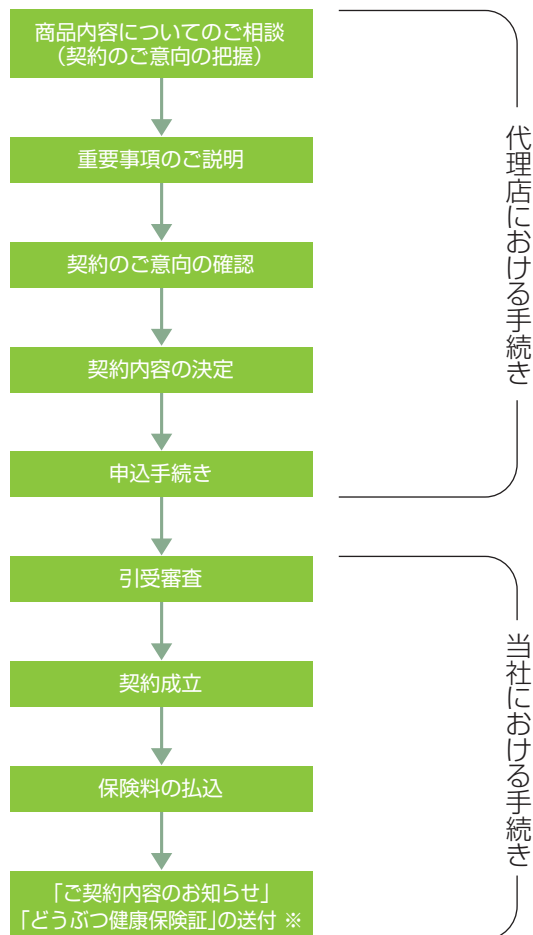 商品内容についてのご相談
（契約のご意向の把握）
重要事項のご説明
契約のご意向の確認
契約内容の決定
申込手続き
代理店における手続き
引受審査
契約成立
保険料の払込
「ご契約内容のお知らせ」
「どうぶつ健康保険証」の送付 ※
当社における手続き